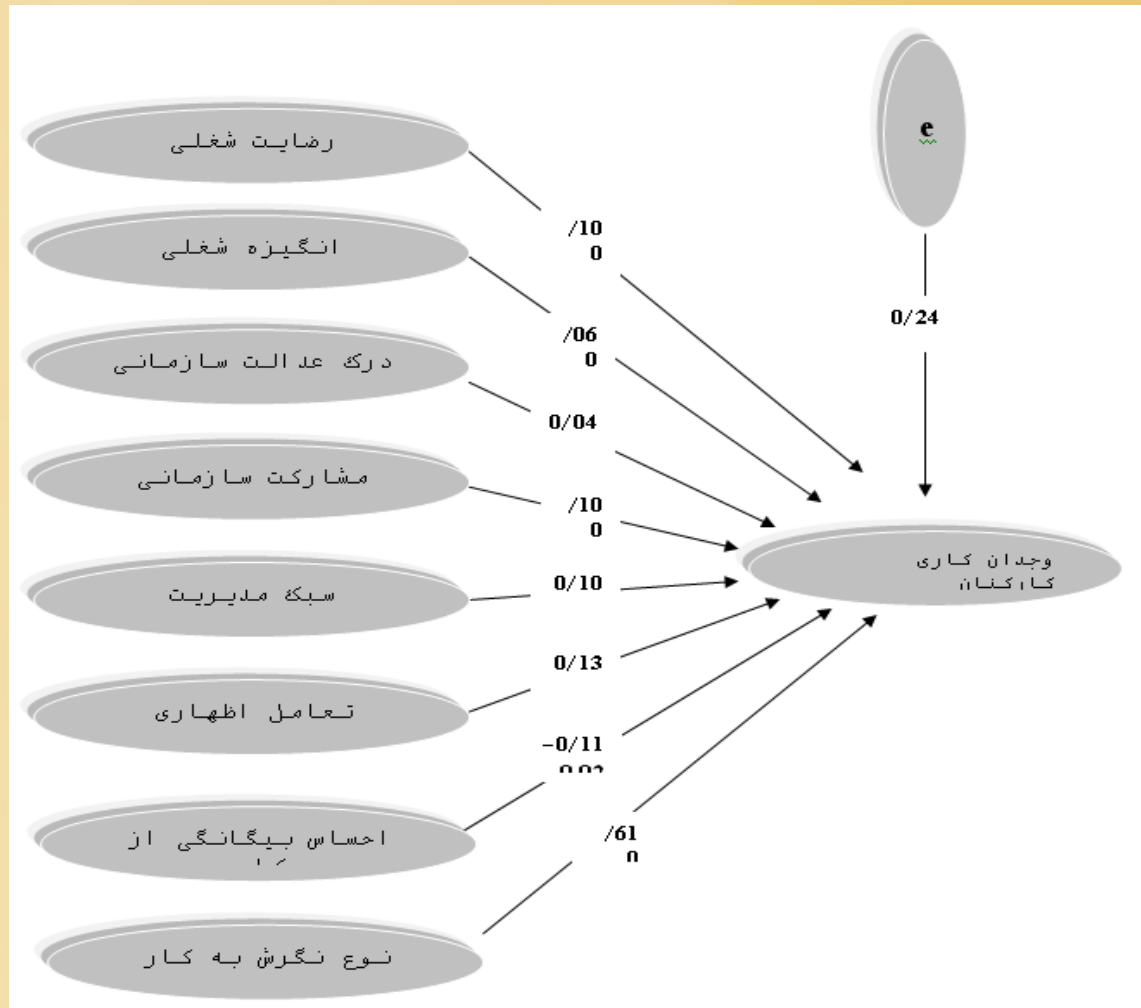 رضایت شغلی
انگیزه شغلی
درک عدالت سازمانی
مشارکت سازمانی
سبک مدیریت
تعامل اظهاری
احساس بیگانگی از
نوع نگرش به کار
/10
0
/06
0
0/04
/10
0
0/10
0/13
-0/11
/61
0
e
0/24
وجدان کاری
کارکنان